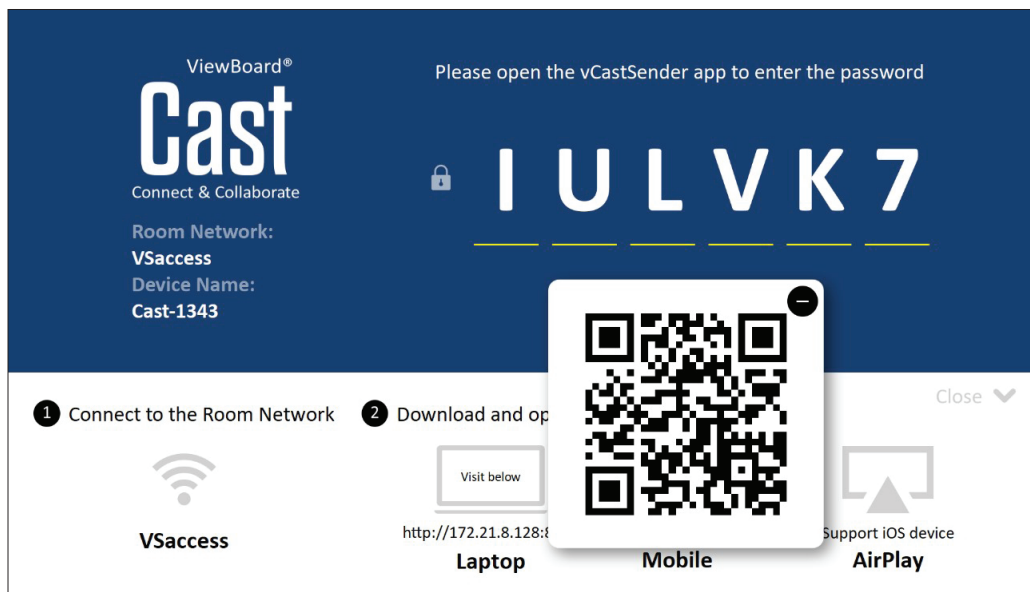 ViewBoard®
Cast
Connect & Collaborate
Room Network:
VSaccess
Device Name:
Cast-1343
Please open the vCastSender app to enter the password
I U L V K 7
Close
1 Connect to the Room Network
2 Download and op
VSaccess
Visit below
http://172.21.8.128:8
Laptop
Mobile
Support iOS device
AirPlay